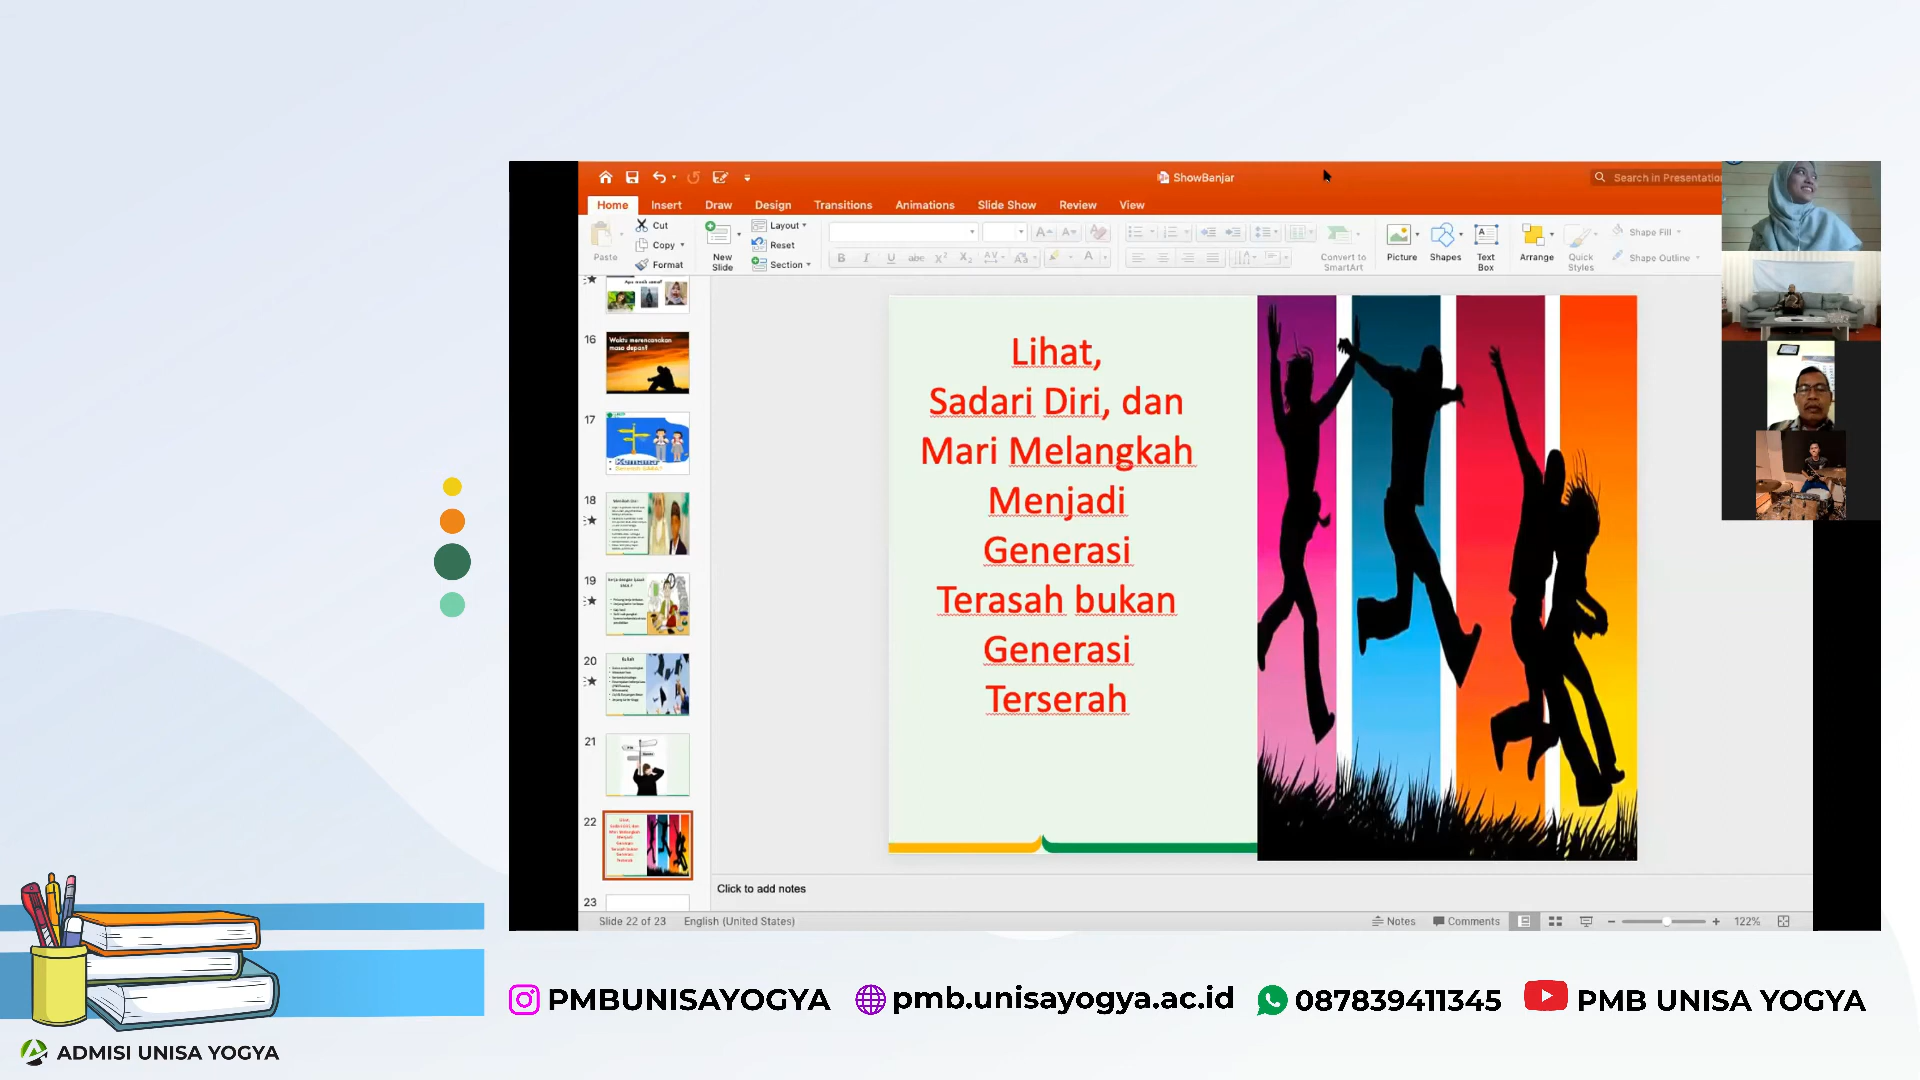 ShowBanjar
Search in Presentation
Home Insert Draw Design Transitions Animations Slide Show Review View
Paste
Cut
Copy
Format
New
Slide
Layout
Reset
Section
Convert to
SmartArt
Picture
Shapes
Text
Box
Arrange
Quick
Styles
Shape Fill
Shape Outline
16
Waktu merencanakan
masa depan?
17
18
19
20
21
22
23
Lihat,
Sadari Diri, dan
Mari Melangkah
Menjadi
Generasi
Terasah bukan
Generasi
Terserah
Click to add notes
Slide 22 of 23 English (United States)
Notes Comments 122%
PMBUNISAYOGYA pmb.unisayogya.ac.id 087839411345 PMB UNISA YOGYA
ADMISI UNISA YOGYA